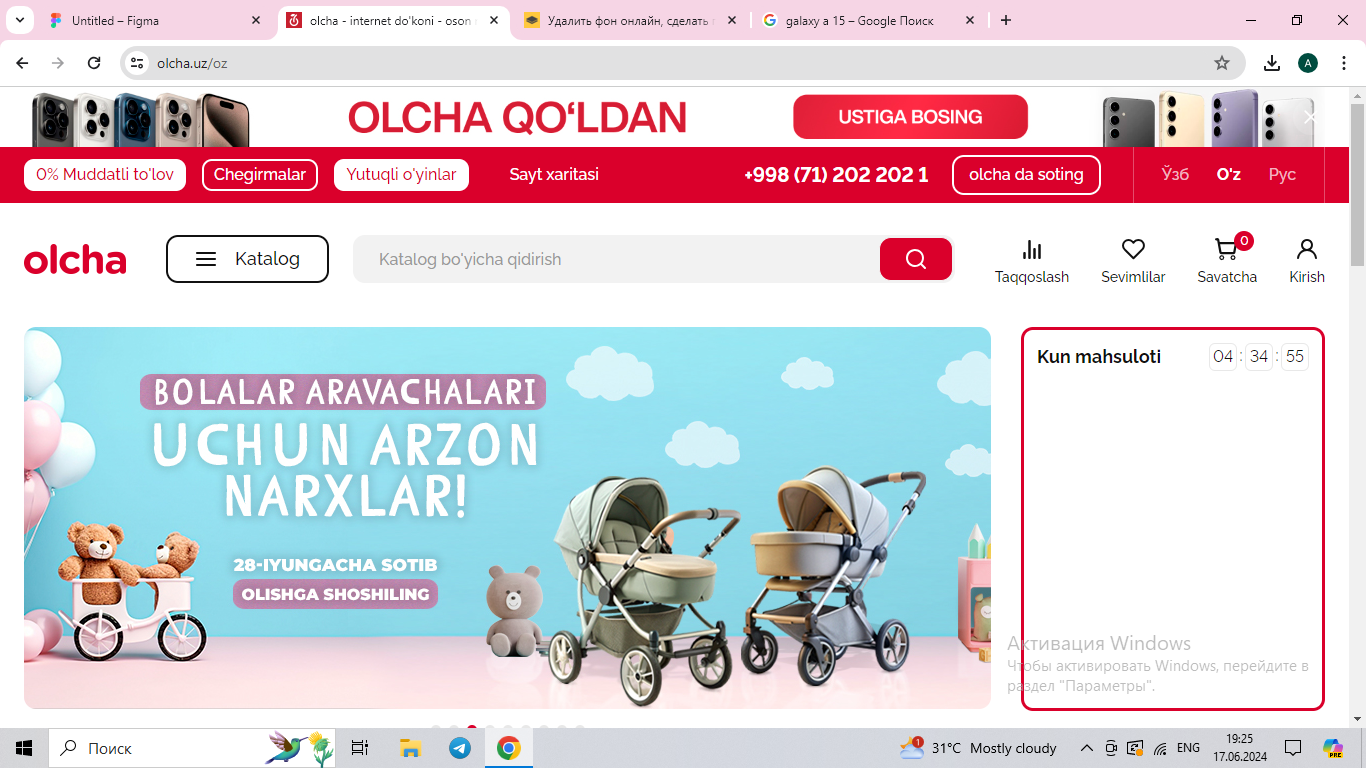 Untitled – Figma
olcha - internet do'koni - oson
Удалить фон онлайн, сделать
galaxy a 15 – Google Поиск
olcha.uz/oz
A
OLCHA QO‘LDAN
USTIGA BOSING
0% Muddatli to'lov
Chegirmalar
Yutuqli o'yinlar
Sayt xaritasi
+998 (71) 202 202 1
olcha da soting
Ўзб
O'z
Рус
olcha
Katalog
Katalog bo'yicha qidirish
Taqqoslash
Sevimlilar
0
Savatcha
Kirish
BOLALAR ARAVACHALARI
UCHUN ARZON
NARXLAR!
28-IYUNGACHA SOTIB
OLISHGA SHOSHILING
Kun mahsuloti
04 : 34 : 55
Активация Windows
Чтобы активировать Windows, перейдите в
раздел "Параметры".
Поиск
1
31°C Mostly cloudy
ENG
19:25
17.06.2024
PRE